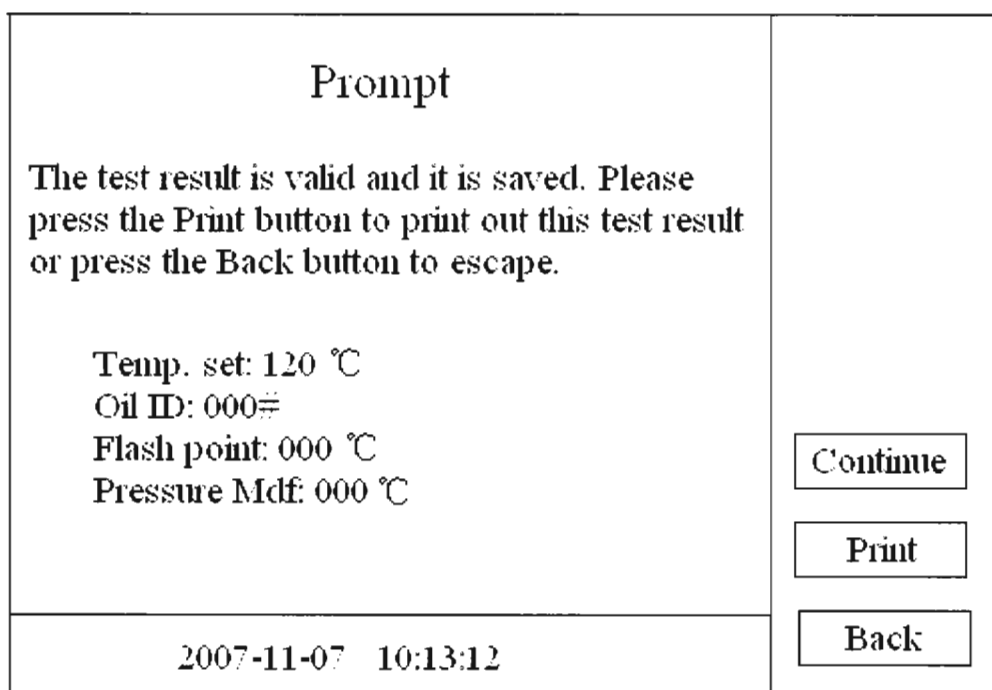 Prompt
The test result is valid and it is saved. Please
press the Print button to print out this test result
or press the Back button to escape.
Temp. set: 120 ℃
Oil ID: 000#
Flash point: 000 ℃
Pressure Mdf: 000 ℃
Continue
Print
Back
2007-11-07 10:13:12